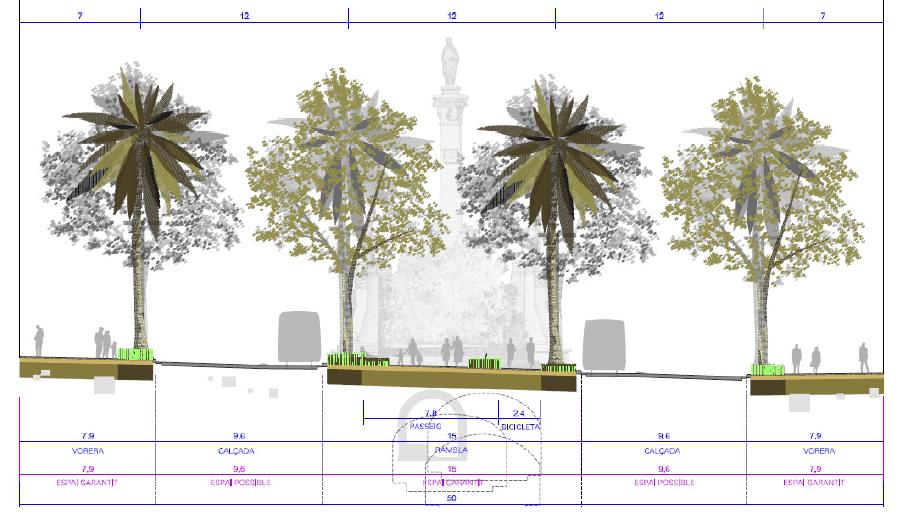 7 12 12 12 7
7,8 2,4
PASSEIG BICICLETA
7,9 9,6 15 9,6 7,9
VORERA CALÇADA RAMBLA CALÇADA VORERA
7,9 9,6 15 9,6 7,9
ESPAI GARANTIT ESPAI POSSIBLE ESPAI GARANTIT ESPAI POSSIBLE ESPAI GARANTIT
50